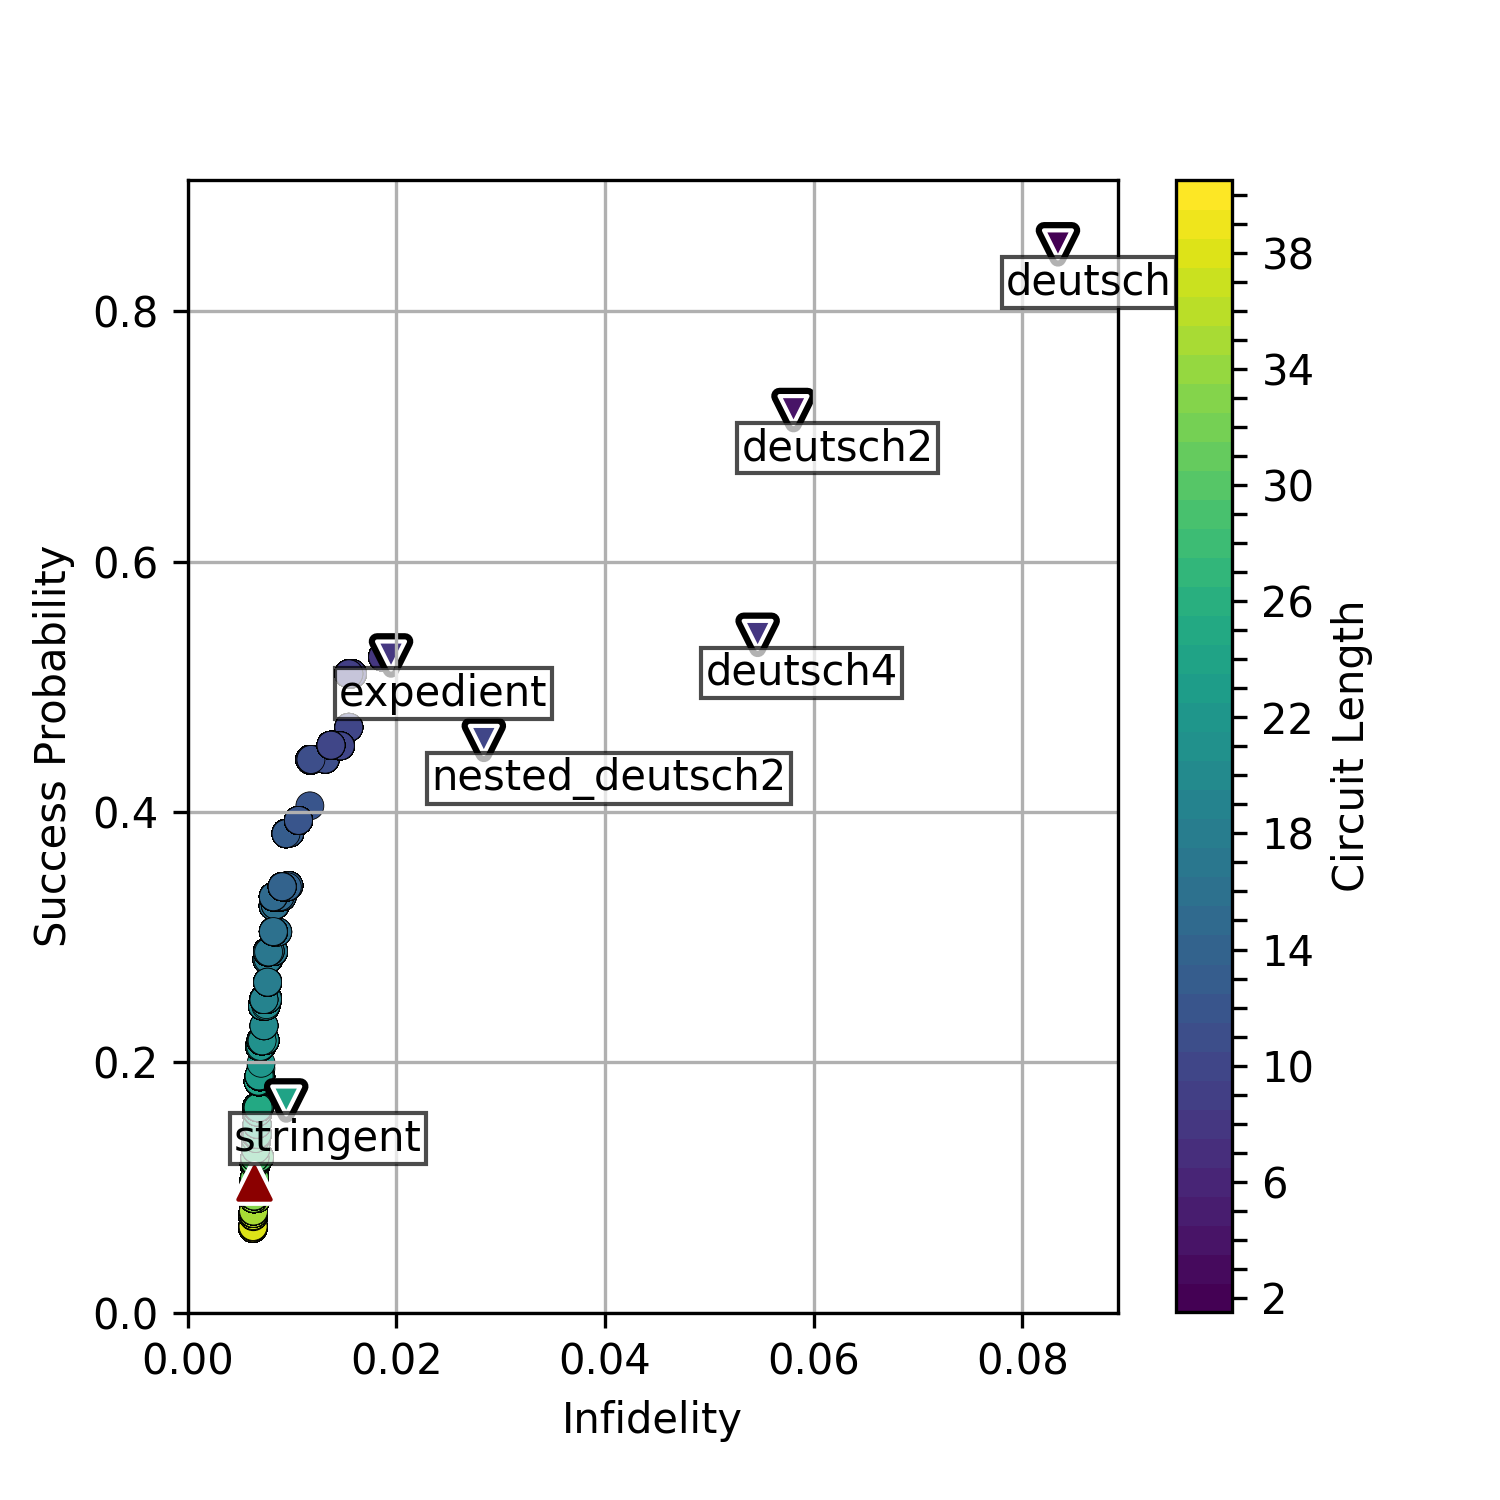 deutsch
deutsch2
deutsch4
expedient
nested_deutsch2
stringent
Success Probability
0.8
0.6
0.4
0.2
0.0
0.00 0.02 0.04 0.06 0.08
Infidelity
38
34
30
26
22
18
14
10
6
2
Circuit Length